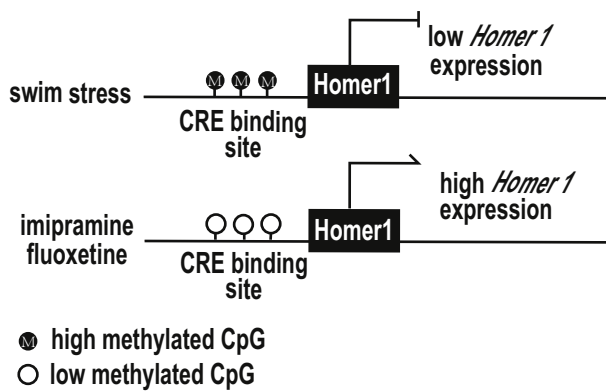 low Homer 1
expression
swim stress
M M M
Homer1
CRE binding
site
high Homer 1
expression
imipramine
fluoxetine
Homer1
CRE binding
site
M high methylated CpG
low methylated CpG